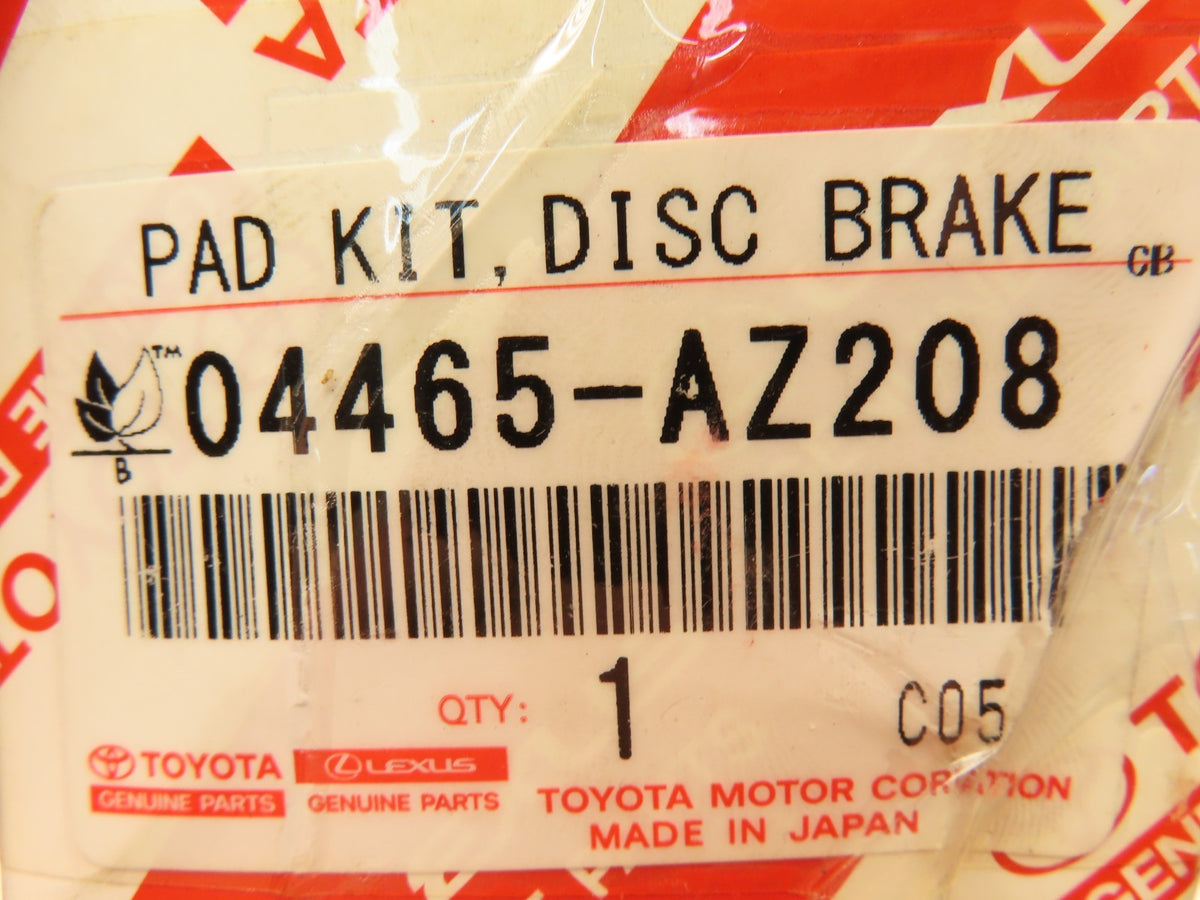 PAD KIT, DISC BRAKE
CB
TM
04465-AZ208
B
QTY: 1
C05
TOYOTA
GENUINE PARTS
LEXUS
GENUINE PARTS
TOYOTA MOTOR
MADE IN JAPAN